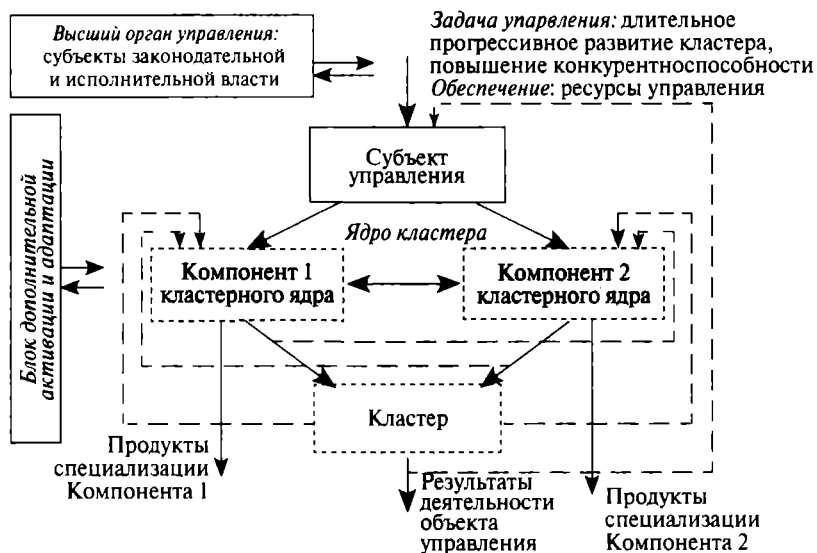 Высший орган управления:
субъекты законодательной
и исполнительной власти
Задача упарвления: длительное
прогрессивное развитие кластера,
повышение конкурентноспособности
Обеспечение: ресурсы управления
Субъект
управления
Блок дополнительной
активации и адаптации
Ядро кластера
Компонент 1
кластерного ядра
Компонент 2
кластерного ядра
Кластер
Продукты
специализации
Компонента 1
Результаты
деятельности
объекта
управления
Продукты
специализации
Компонента 2